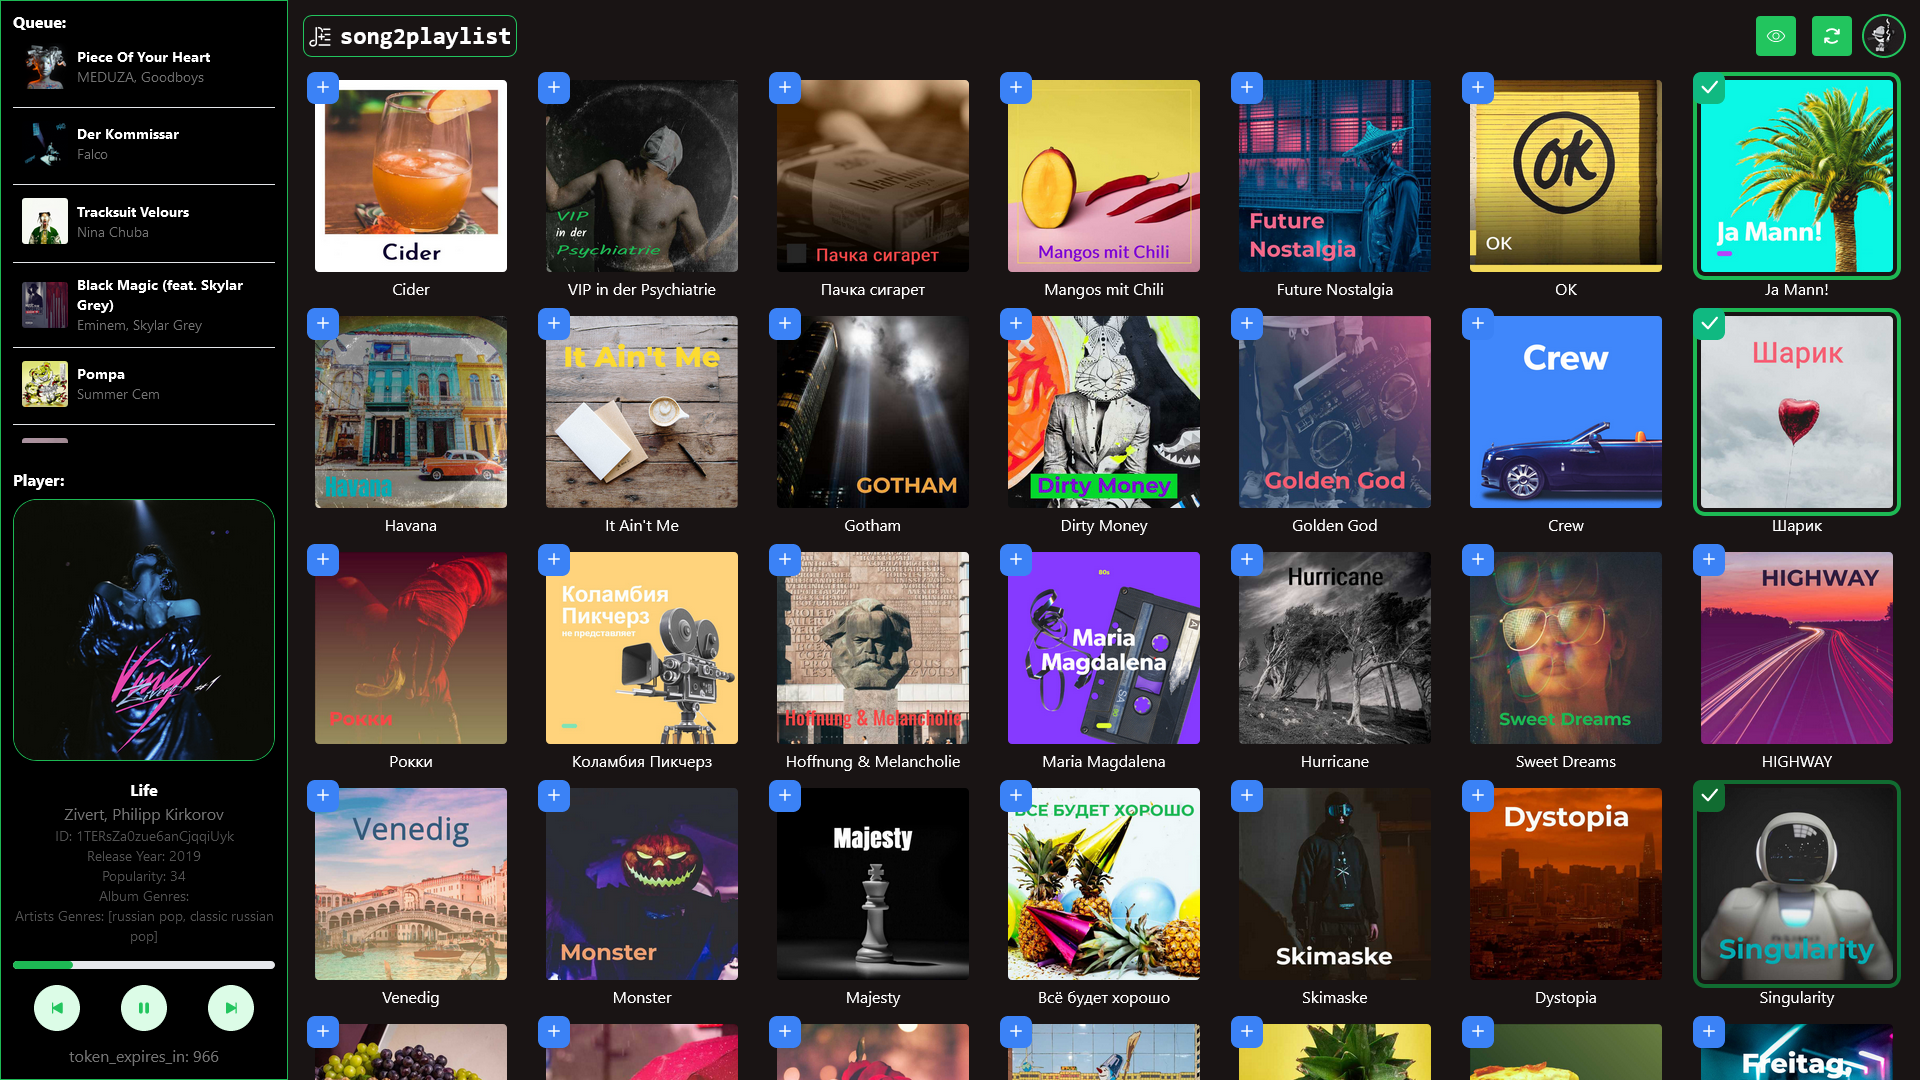 Queue:
Piece Of Your Heart
MEDUZA, Goodboys
Der Kommissar
Falco
Tracksuit Velours
Nina Chuba
Black Magic (feat. Skylar
Grey)
Eminem, Skylar Grey
Pompa
Summer Cem
Player:
Life
Zivert, Philipp Kirkorov
ID: 1TERsZa0zue6anCjqqiUyk
Release Year: 2019
Popularity: 34
Album Genres:
Artists Genres: [russian pop, classic russian
pop]
token_expires_in: 966
song2playlist
Cider
VIP
in der
Psychiatrie
Пачка сигарет
Mangos mit Chili
Future
Nostalgia
ok
OK
Ja Mann!
Cider
VIP in der Psychiatrie
Пачка сигарет
Mangos mit Chili
Future Nostalgia
OK
Ja Mann!
Havana
It Ain't Me
GOTHAM
Dirty Money
Golden God
Crew
Шарик
Havana
It Ain't Me
Gotham
Dirty Money
Golden God
Crew
Шарик
Рокки
Коламбия
Пикчерз
не представляет
Hoffnung & Melancholie
80s
Maria
Magdalena
Hurricane
Sweet Dreams
HIGHWAY
Рокки
Коламбия Пикчерз
Hoffnung & Melancholie
Maria Magdalena
Hurricane
Sweet Dreams
HIGHWAY
Venedig
Monster
Majesty
ВСЕ БУДЕТ ХОРОШО
Skimaske
Dystopia
Singularity
Venedig
Monster
Majesty
Всё будет хорошо
Skimaske
Dystopia
Singularity
Freitag,